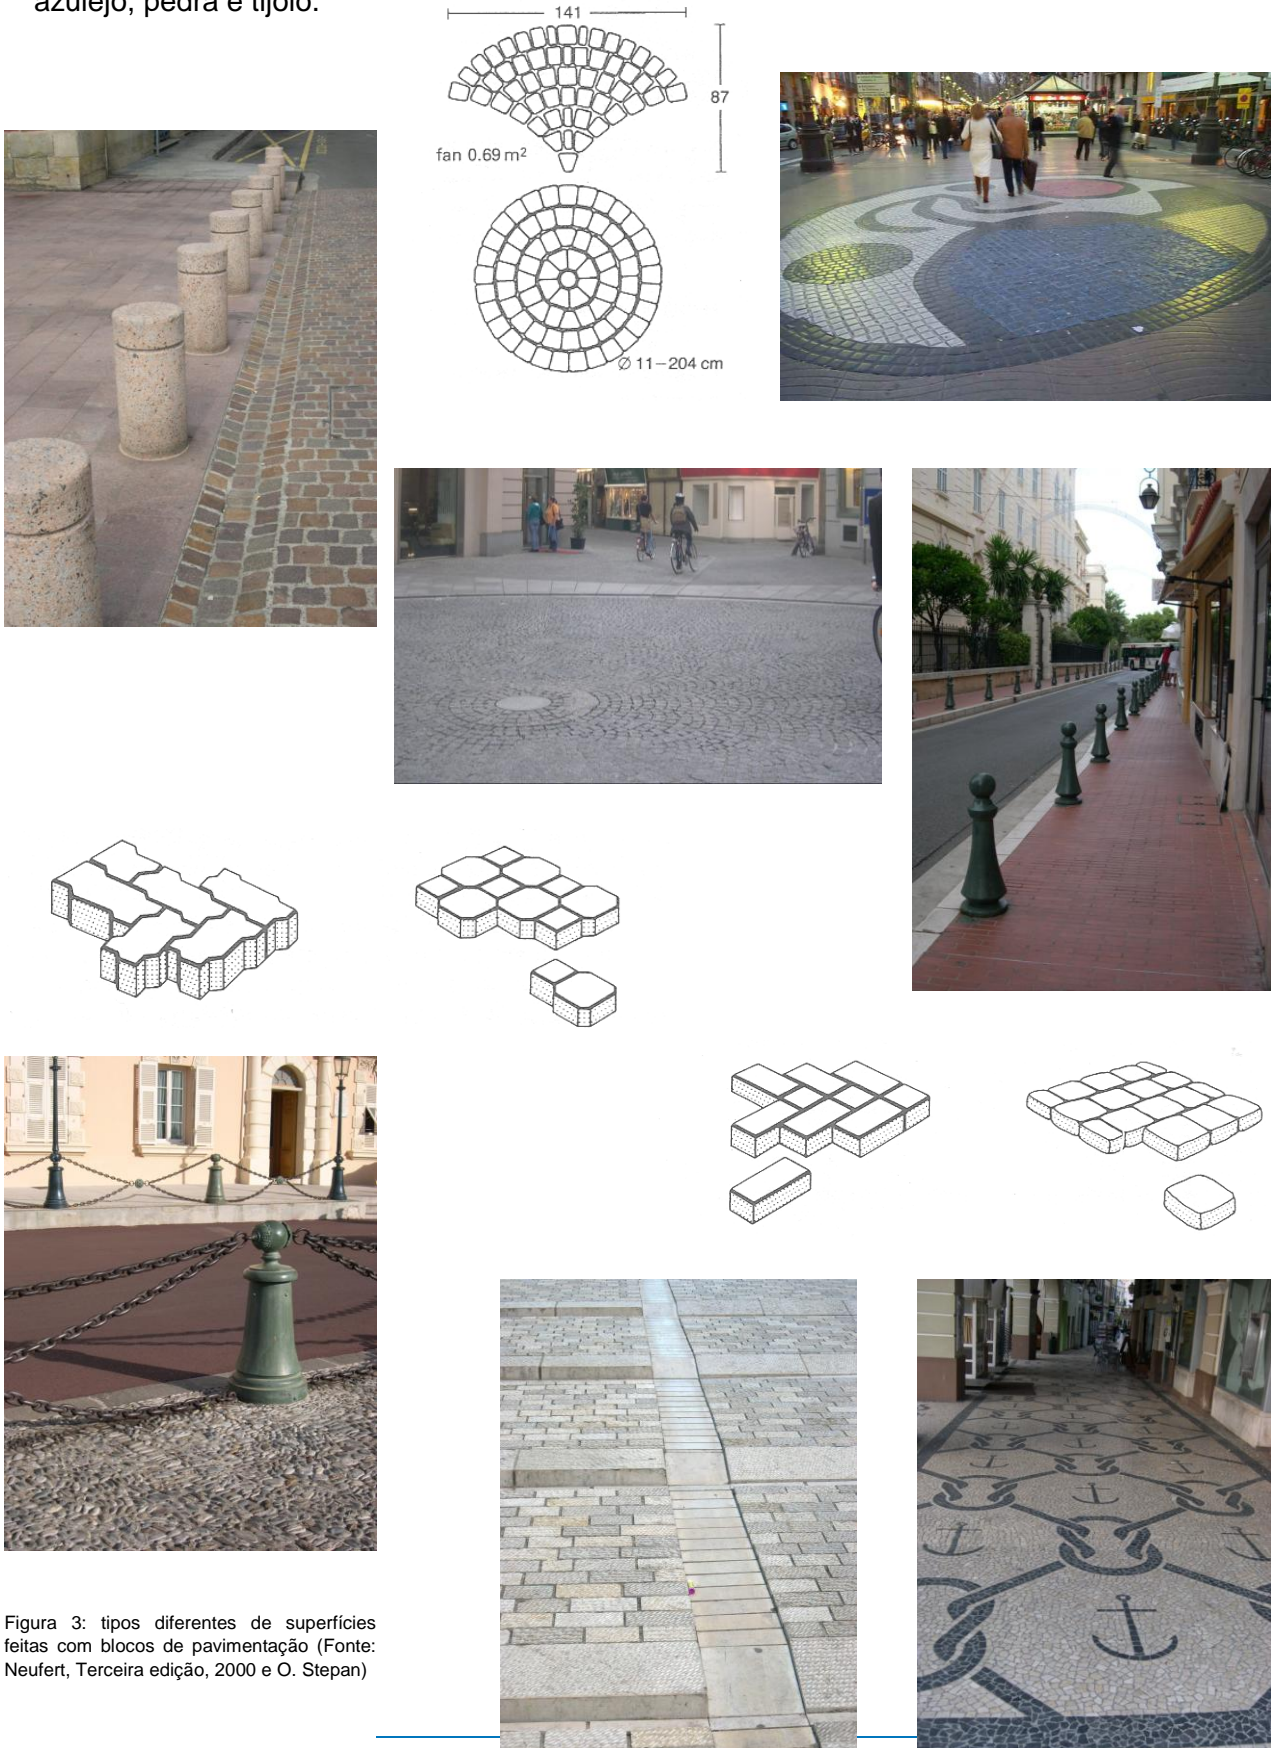 azulejo, pedra e tijolo.
141
87
fan 0.69 m²
Ø 11–204 cm
Figura 3: tipos diferentes de superfícies
feitas com blocos de pavimentação (Fonte:
Neufert, Terceira edição, 2000 e O. Stepan)